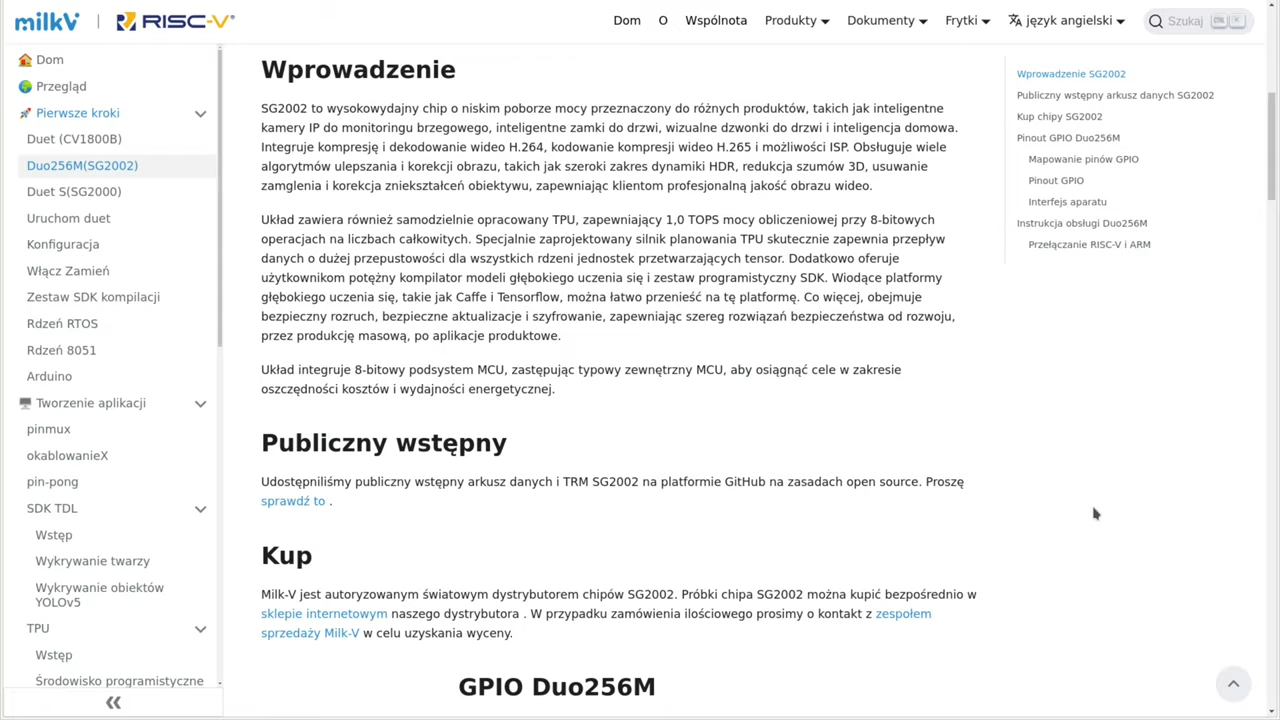 milkV | RISC-V
Dom O Wspólnota Produkty Dokumenty Frytki język angielski Szukaj
Dom
Przegląd
Pierwsze kroki
Duet (CV1800B)
Duo256M(SG2002)
Duet S(SG2000)
Uruchom duet
Konfiguracja
Włącz Zamień
Zestaw SDK kompilacji
Rdzeń RTOS
Rdzeń 8051
Arduino
Tworzenie aplikacji
pinmux
okablowanieX
pin-pong
SDK TDL
Wstęp
Wykrywanie twarzy
Wykrywanie obiektów
YOLOv5
TPU
Wstęp
Środowisko programistyczne
Wprowadzenie
SG2002 to wysokowydajny chip o niskim poborze mocy przeznaczony do różnych produktów, takich jak inteligentne
kamery IP do monitoringu brzegowego, inteligentne zamki do drzwi, wizualne dzwonki do drzwi i inteligencja domowa.
Integruje kompresję i dekodowanie wideo H.264, kodowanie kompresji wideo H.265 i możliwości ISP. Obsługuje wiele
algorytmów ulepszania i korekcji obrazu, takich jak szeroki zakres dynamiki HDR, redukcja szumów 3D, usuwanie
zamglenia i korekcja zniekształceń obiektywu, zapewniając klientom profesjonalną jakość obrazu wideo.
Układ zawiera również samodzielnie opracowany TPU, zapewniający 1,0 TOPS mocy obliczeniowej przy 8-bitowych
operacjach na liczbach całkowitych. Specjalnie zaprojektowany silnik planowania TPU skutecznie zapewnia przepływ
danych o dużej przepustowości dla wszystkich rdzeni jednostek przetwarzających tensor. Dodatkowo oferuje
użytkownikom potężny kompilator modeli głębokiego uczenia się i zestaw programistyczny SDK. Wiodące platformy
głębokiego uczenia się, takie jak Caffe i Tensorflow, można łatwo przenieść na tę platformę. Co więcej, obejmuje
bezpieczny rozruch, bezpieczne aktualizacje i szyfrowanie, zapewniając szereg rozwiązań bezpieczeństwa od rozwoju,
przez produkcję masową, po aplikacje produktowe.
Układ integruje 8-bitowy podsystem MCU, zastępując typowy zewnętrzny MCU, aby osiągnąć cele w zakresie
oszczędności kosztów i wydajności energetycznej.
Publiczny wstępny
Udostępniliśmy publiczny wstępny arkusz danych i TRM SG2002 na platformie GitHub na zasadach open source. Proszę
sprawdź to .
Kup
Milk-V jest autoryzowanym światowym dystrybutorem chipów SG2002. Próbki chipa SG2002 można kupić bezpośrednio w
sklepie internetowym naszego dystrybutora . W przypadku zamówienia ilościowego prosimy o kontakt z zespołem
sprzedaży Milk-V w celu uzyskania wyceny.
GPIO Duo256M
Wprowadzenie SG2002
Publiczny wstępny arkusz danych SG2002
Kup chipy SG2002
Pinout GPIO Duo256M
Mapowanie pinów GPIO
Pinout GPIO
Interfejs aparatu
Instrukcja obsługi Duo256M
Przełączanie RISC-V i ARM